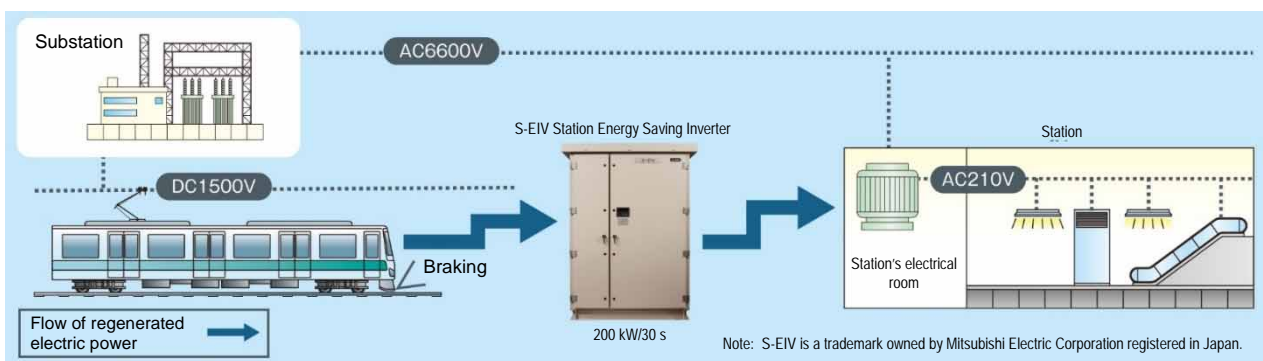 Substation
AC6600V
S-EIV Station Energy Saving Inverter
Station
DC1500V
AC210V
Braking
Station's electrical
room
Flow of regenerated
electric power
200 kW/30 s
Note: S-EIV is a trademark owned by Mitsubishi Electric Corporation registered in Japan.